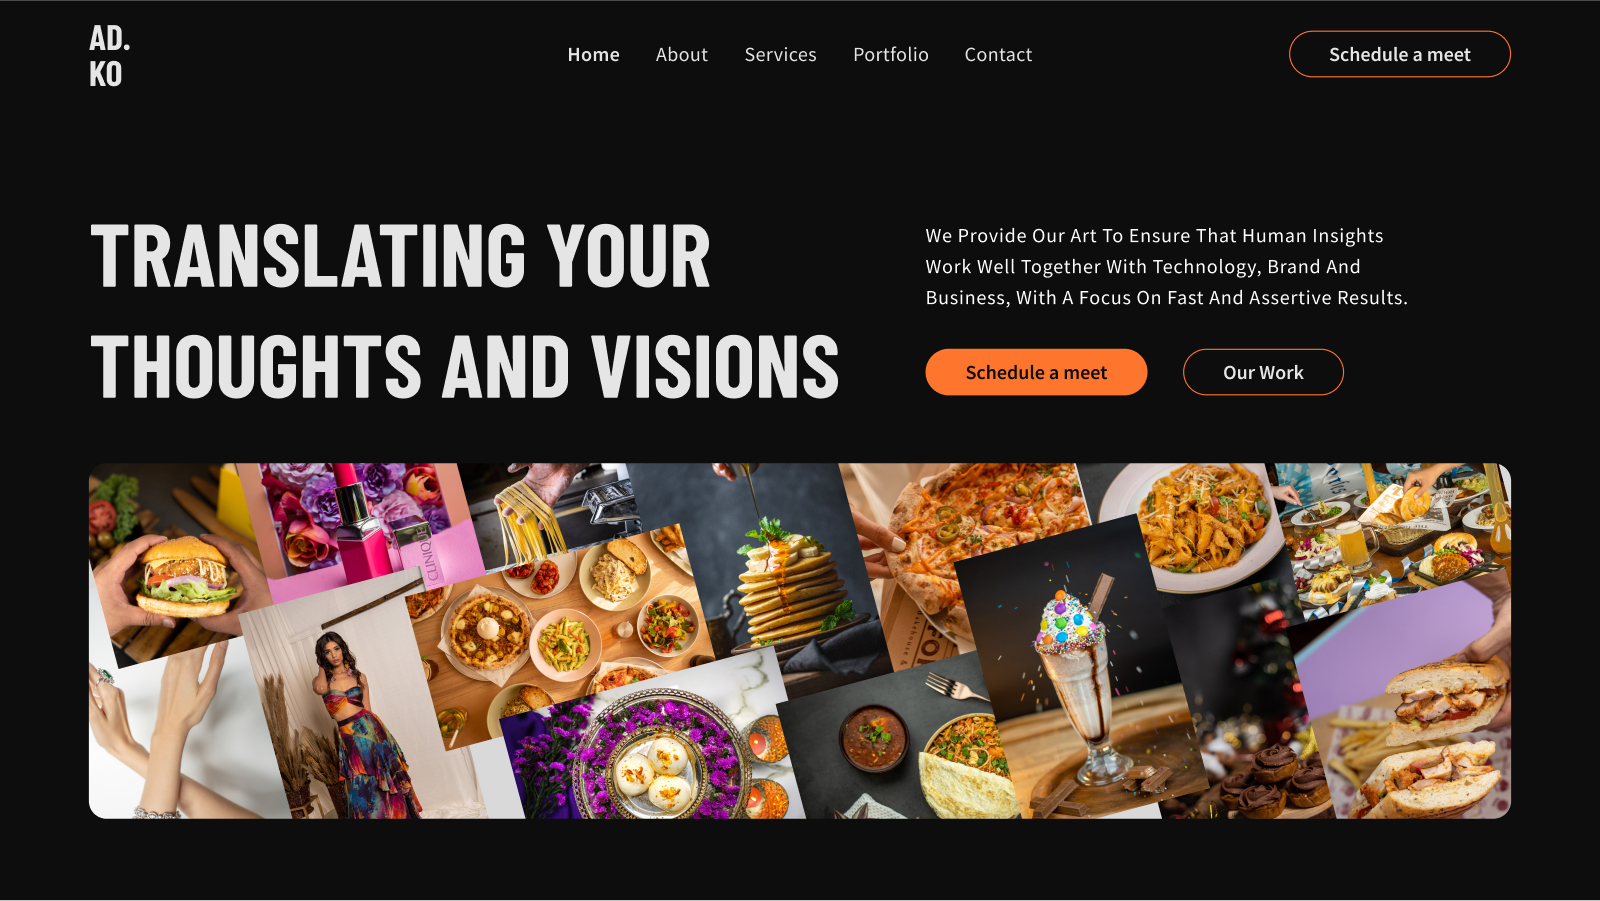 AD.
KO
Home
About
Services
Portfolio
Contact
Schedule a meet
TRANSLATING YOUR
THOUGHTS AND VISIONS
We Provide Our Art To Ensure That Human Insights
Work Well Together With Technology, Brand And
Business, With A Focus On Fast And Assertive Results.
Schedule a meet
Our Work
CLINIQUE